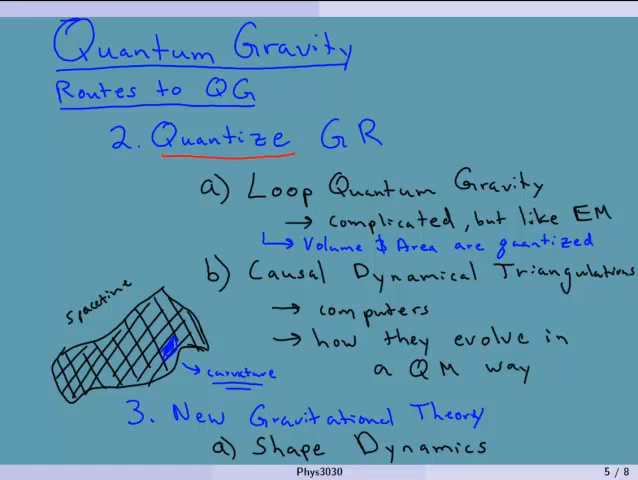 Quantum Gravity
Routes to QG
2. Quantize GR
a) Loop Quantum Gravity
→ complicated, but like EM
↳ Volume & Area are quantized
b) Causal Dynamical Triangulations
spacetime
→ computers
→ how they evolve in
a QM way
→ curvature
3. New Gravitational Theory
a) Shape Dynamics
Phys3030
5 / 8